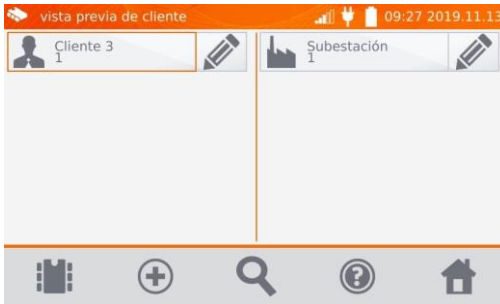 vista previa de cliente 09:27 2019.11.13
Cliente 3
1
Subestación
1